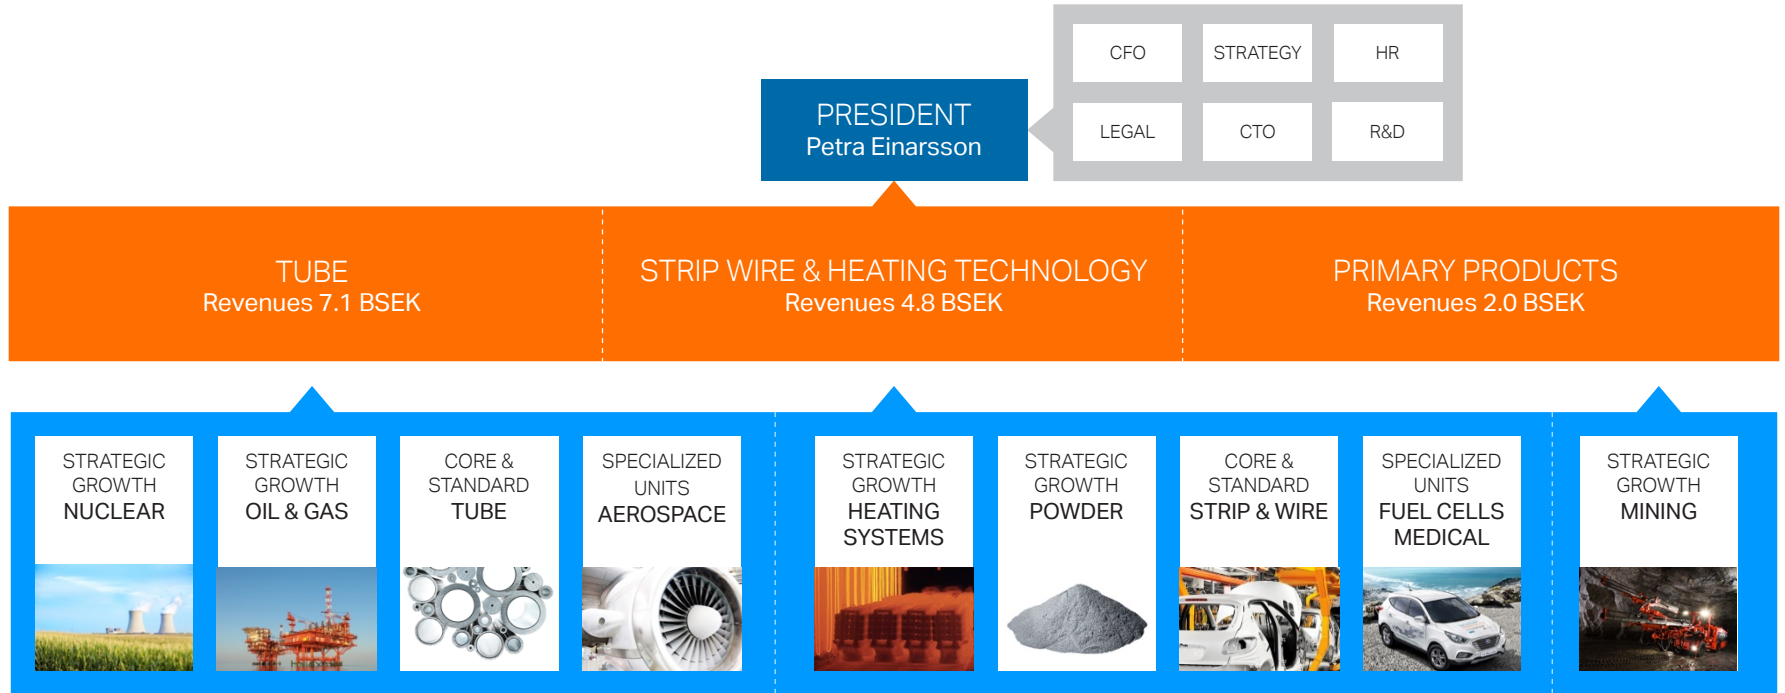 CFO
STRATEGY
HR
LEGAL
CTO
R&D
PRESIDENT
Petra Einarsson
TUBE
Revenues 7.1 BSEK
STRIP WIRE & HEATING TECHNOLOGY
Revenues 4.8 BSEK
PRIMARY PRODUCTS
Revenues 2.0 BSEK
STRATEGIC
GROWTH
NUCLEAR
STRATEGIC
GROWTH
OIL & GAS
CORE &
STANDARD
TUBE
SPECIALIZED
UNITS
AEROSPACE
STRATEGIC
GROWTH
HEATING
SYSTEMS
STRATEGIC
GROWTH
POWDER
CORE &
STANDARD
STRIP & WIRE
SPECIALIZED
UNITS
FUEL CELLS
MEDICAL
STRATEGIC
GROWTH
MINING